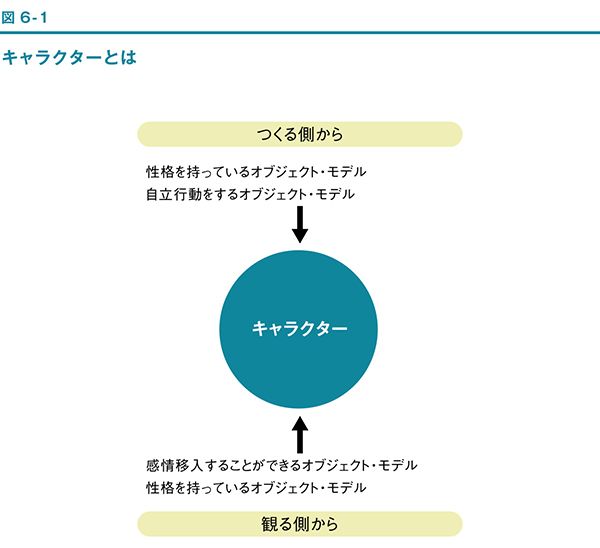 図 6-1
キャラクターとは
つくる側から
性格を持っているオブジェクト・モデル
自立行動をするオブジェクト・モデル
キャラクター
感情移入することができるオブジェクト・モデル
性格を持っているオブジェクト・モデル
観る側から